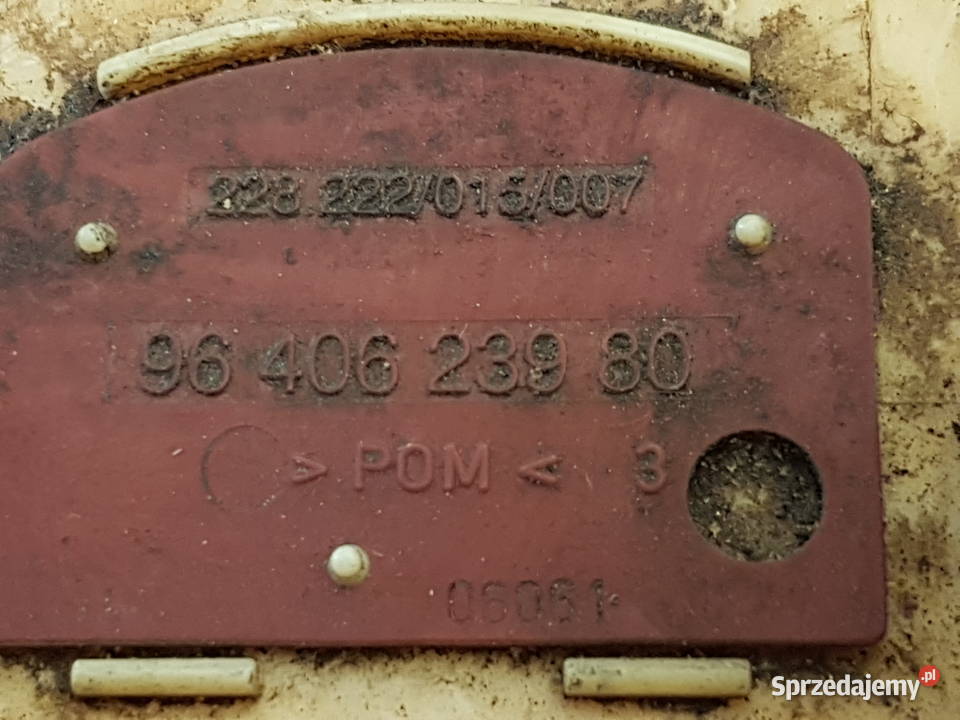 228.222/015/007
96 406 239 80
> POM < 3
06061
Sprzedajemy.pl